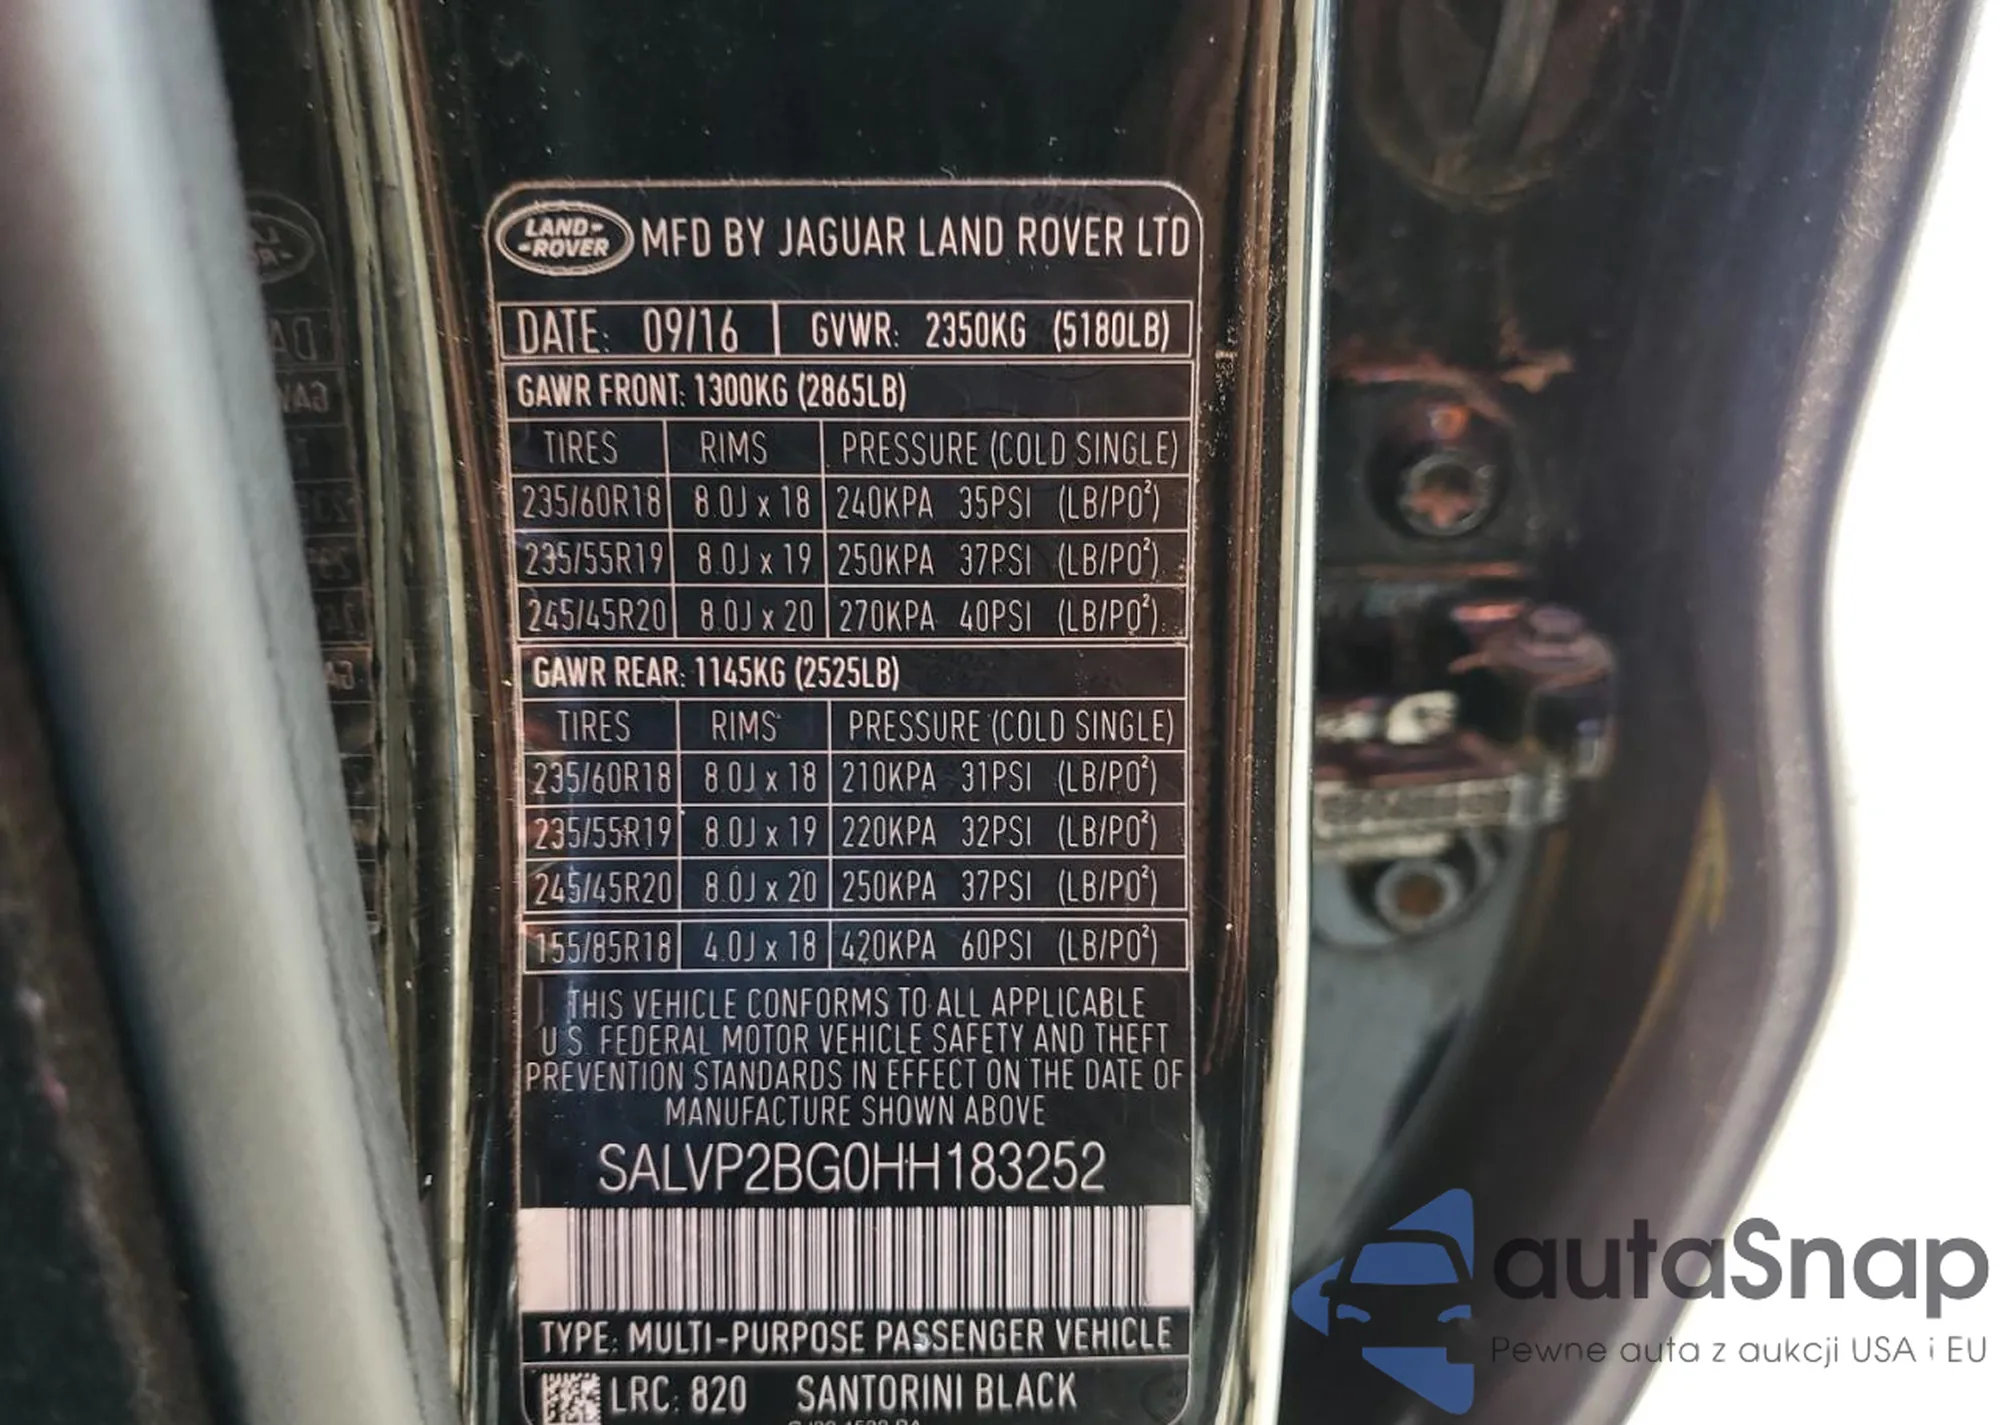 LAND-
-ROVER
MFD BY JAGUAR LAND ROVER LTD
DATE: 09/16 GVWR: 2350KG (5180LB)
GAWR FRONT: 1300KG (2865LB)
TIRES RIMS PRESSURE (COLD SINGLE)
235/60R18 8.0J x 18 240KPA 35PSI (LB/PO²)
235/55R19 8.0J x 19 250KPA 37PSI (LB/PO²)
245/45R20 8.0J x 20 270KPA 40PSI (LB/PO²)
GAWR REAR: 1145KG (2525LB)
TIRES RIMS PRESSURE (COLD SINGLE)
235/60R18 8.0J x 18 210KPA 31PSI (LB/PO²)
235/55R19 8.0J x 19 220KPA 32PSI (LB/PO²)
245/45R20 8.0J x 20 250KPA 37PSI (LB/PO²)
155/85R18 4.0J x 18 420KPA 60PSI (LB/PO²)
THIS VEHICLE CONFORMS TO ALL APPLICABLE
U.S. FEDERAL MOTOR VEHICLE SAFETY AND THEFT
PREVENTION STANDARDS IN EFFECT ON THE DATE OF
MANUFACTURE SHOWN ABOVE
SALVP2BG0HH183252
TYPE: MULTI-PURPOSE PASSENGER VEHICLE
LRC: 820 SANTORINI BLACK
autaSnap
Pewne auta z aukcji USA i EU